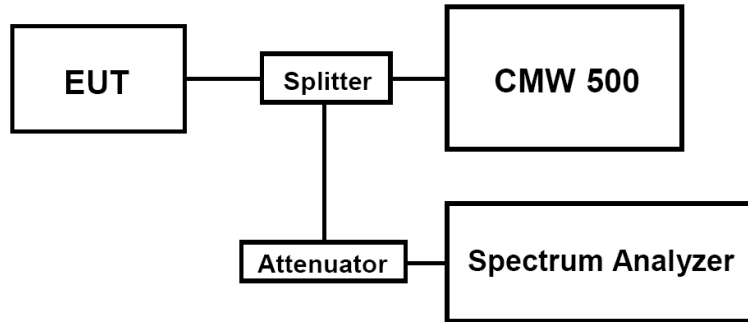 EUT
Splitter
CMW 500
Attenuator
Spectrum Analyzer